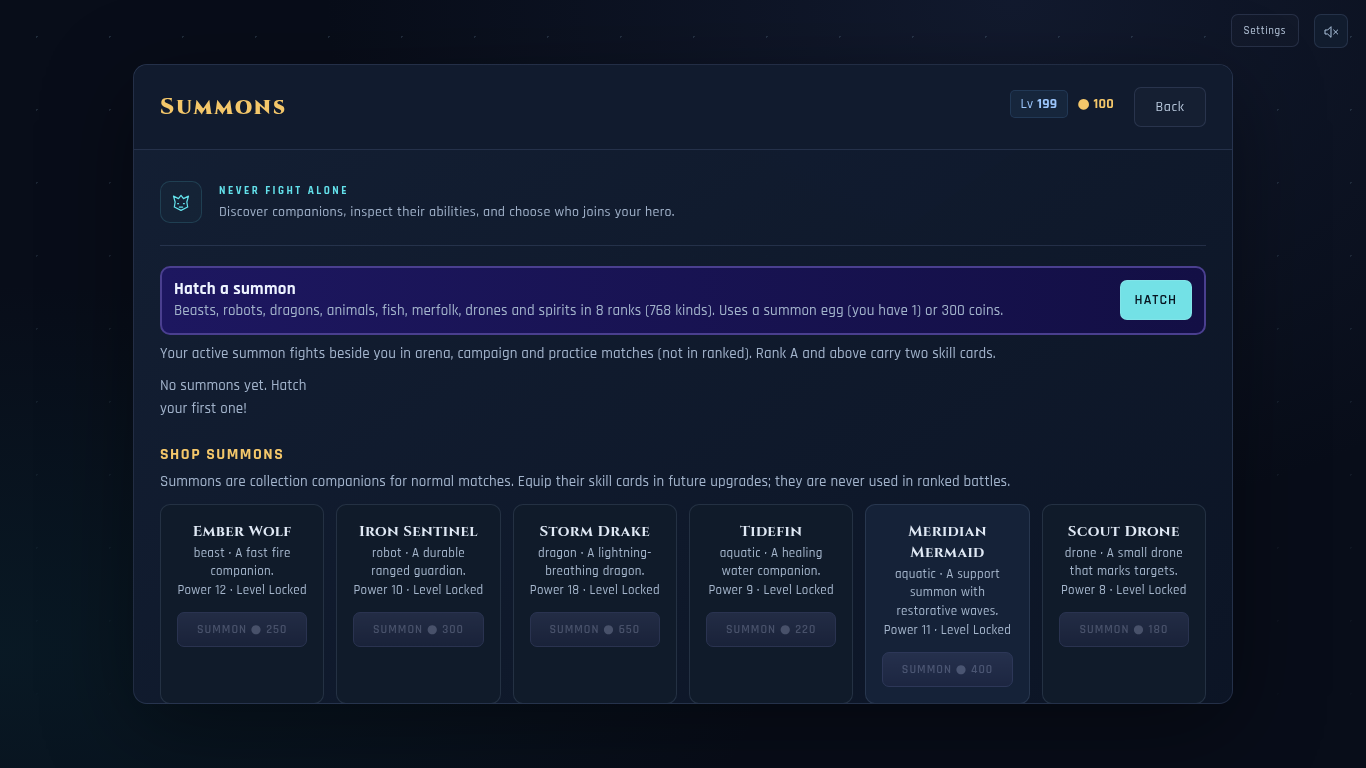 Settings
Summons
Lv 199
100
Back
NEVER FIGHT ALONE
Discover companions, inspect their abilities, and choose who joins your hero.
Hatch a summon
Beasts, robots, dragons, animals, fish, merfolk, drones and spirits in 8 ranks (768 kinds). Uses a summon egg (you have 1) or 300 coins.
HATCH
Your active summon fights beside you in arena, campaign and practice matches (not in ranked). Rank A and above carry two skill cards.
No summons yet. Hatch
your first one!
SHOP SUMMONS
Summons are collection companions for normal matches. Equip their skill cards in future upgrades; they are never used in ranked battles.
Ember Wolf
beast · A fast fire
companion.
Power 12 · Level Locked
SUMMON 250
Iron Sentinel
robot · A durable
ranged guardian.
Power 10 · Level Locked
SUMMON 300
Storm Drake
dragon · A lightning-
breathing dragon.
Power 18 · Level Locked
SUMMON 650
Tidefin
aquatic · A healing
water companion.
Power 9 · Level Locked
SUMMON 220
Meridian
Mermaid
aquatic · A support
summon with
restorative waves.
Power 11 · Level Locked
SUMMON 400
Scout Drone
drone · A small drone
that marks targets.
Power 8 · Level Locked
SUMMON 180